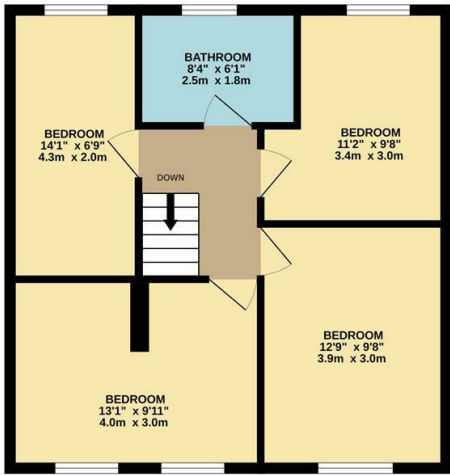 BATHROOM
8'4" x 6'1"
2.5m x 1.8m
BEDROOM
14'1" x 6'9"
4.3m x 2.0m
BEDROOM
11'2" x 9'8"
3.4m x 3.0m
DOWN
BEDROOM
12'9" x 9'8"
3.9m x 3.0m
BEDROOM
13'1" x 9'11"
4.0m x 3.0m